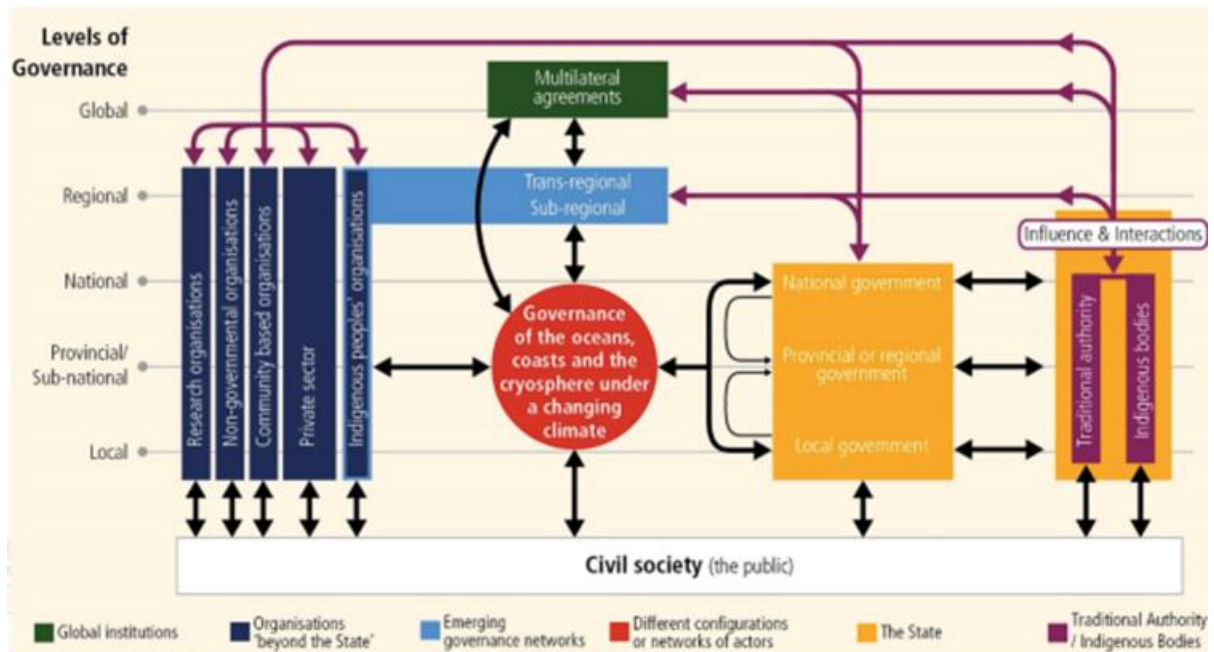 Levels of
Governance
Global
Regional
National
Provincial/
Sub-national
Local
Multilateral
agreements
Trans-regional
Sub-regional
Research organisations
Non-governmental organisations
Community based organisations
Private sector
Indigenous peoples' organisations
Governance
of the oceans,
coasts and the
cryosphere under
a changing
climate
National government
Provincial or regional
government
Local government
Influence & Interactions
Traditional authority
Indigenous bodies
Civil society (the public)
Global institutions
Organisations
'beyond the State'
Emerging
governance networks
Different configurations
or networks of actors
The State
Traditional Authority
/ Indigenous Bodies